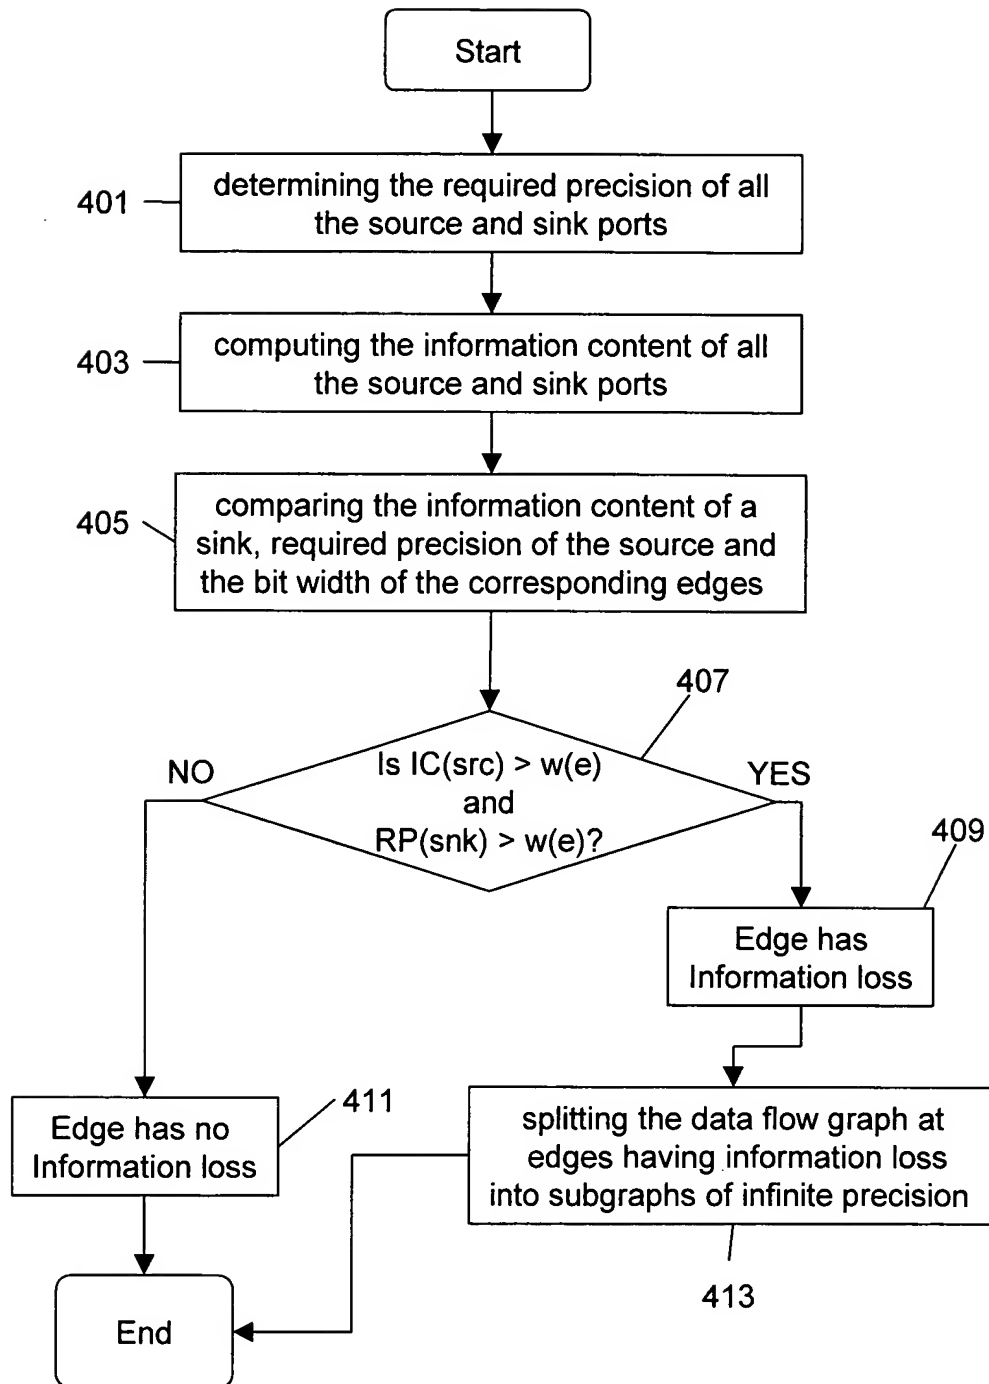 Start
401
determining the required precision of all
the source and sink ports
403
computing the information content of all
the source and sink ports
405
comparing the information content of a
sink, required precision of the source and
the bit width of the corresponding edges
407
NO
Is IC(src) > w(e)
and
RP(snk) > w(e)?
YES
409
Edge has
Information loss
411
Edge has no
Information loss
splitting the data flow graph at
edges having information loss
into subgraphs of infinite precision
413
End